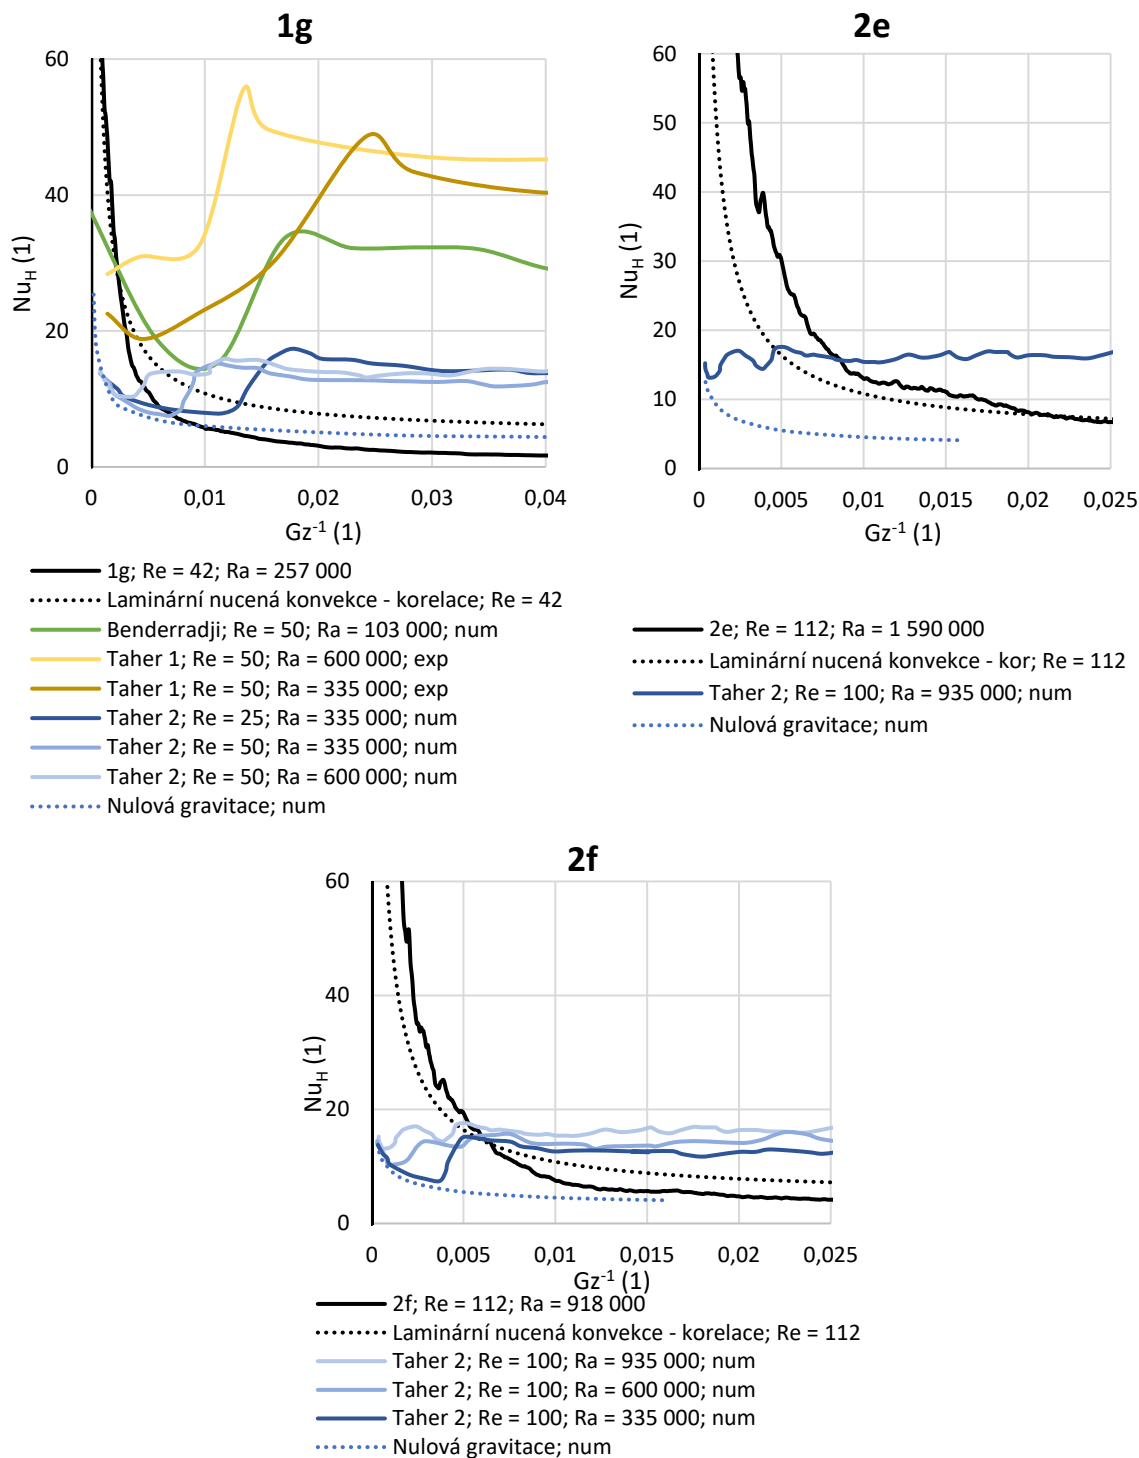 1g
60
40
20
0
Nu_H (1)
0 0,01 0,02 0,03 0,04
Gz⁻¹ (1)
1g; Re = 42; Ra = 257 000
Laminární nucená konvekce - korelace; Re = 42
Benderradji; Re = 50; Ra = 103 000; num
Taher 1; Re = 50; Ra = 600 000; exp
Taher 1; Re = 50; Ra = 335 000; exp
Taher 2; Re = 25; Ra = 335 000; num
Taher 2; Re = 50; Ra = 335 000; num
Taher 2; Re = 50; Ra = 600 000; num
Nulová gravitace; num
2e
60
50
40
30
20
10
0
Nu_H (1)
0 0,005 0,01 0,015 0,02 0,025
Gz⁻¹ (1)
2e; Re = 112; Ra = 1 590 000
Laminární nucená konvekce - kor; Re = 112
Taher 2; Re = 100; Ra = 935 000; num
Nulová gravitace; num
2f
60
40
20
0
Nu_H (1)
0 0,005 0,01 0,015 0,02 0,025
Gz⁻¹ (1)
2f; Re = 112; Ra = 918 000
Laminární nucená konvekce - korelace; Re = 112
Taher 2; Re = 100; Ra = 935 000; num
Taher 2; Re = 100; Ra = 600 000; num
Taher 2; Re = 100; Ra = 335 000; num
Nulová gravitace; num